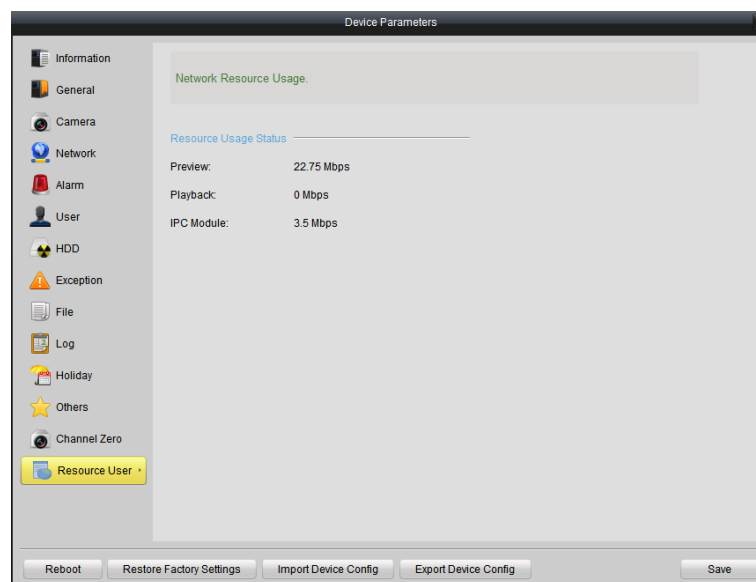 Device Parameters
Information
General
Camera
Network
Alarm
User
HDD
Exception
File
Log
Holiday
Others
Channel Zero
Resource User
Network Resource Usage.
Resource Usage Status
Preview: 22.75 Mbps
Playback: 0 Mbps
IPC Module: 3.5 Mbps
Reboot Restore Factory Settings Import Device Config Export Device Config Save